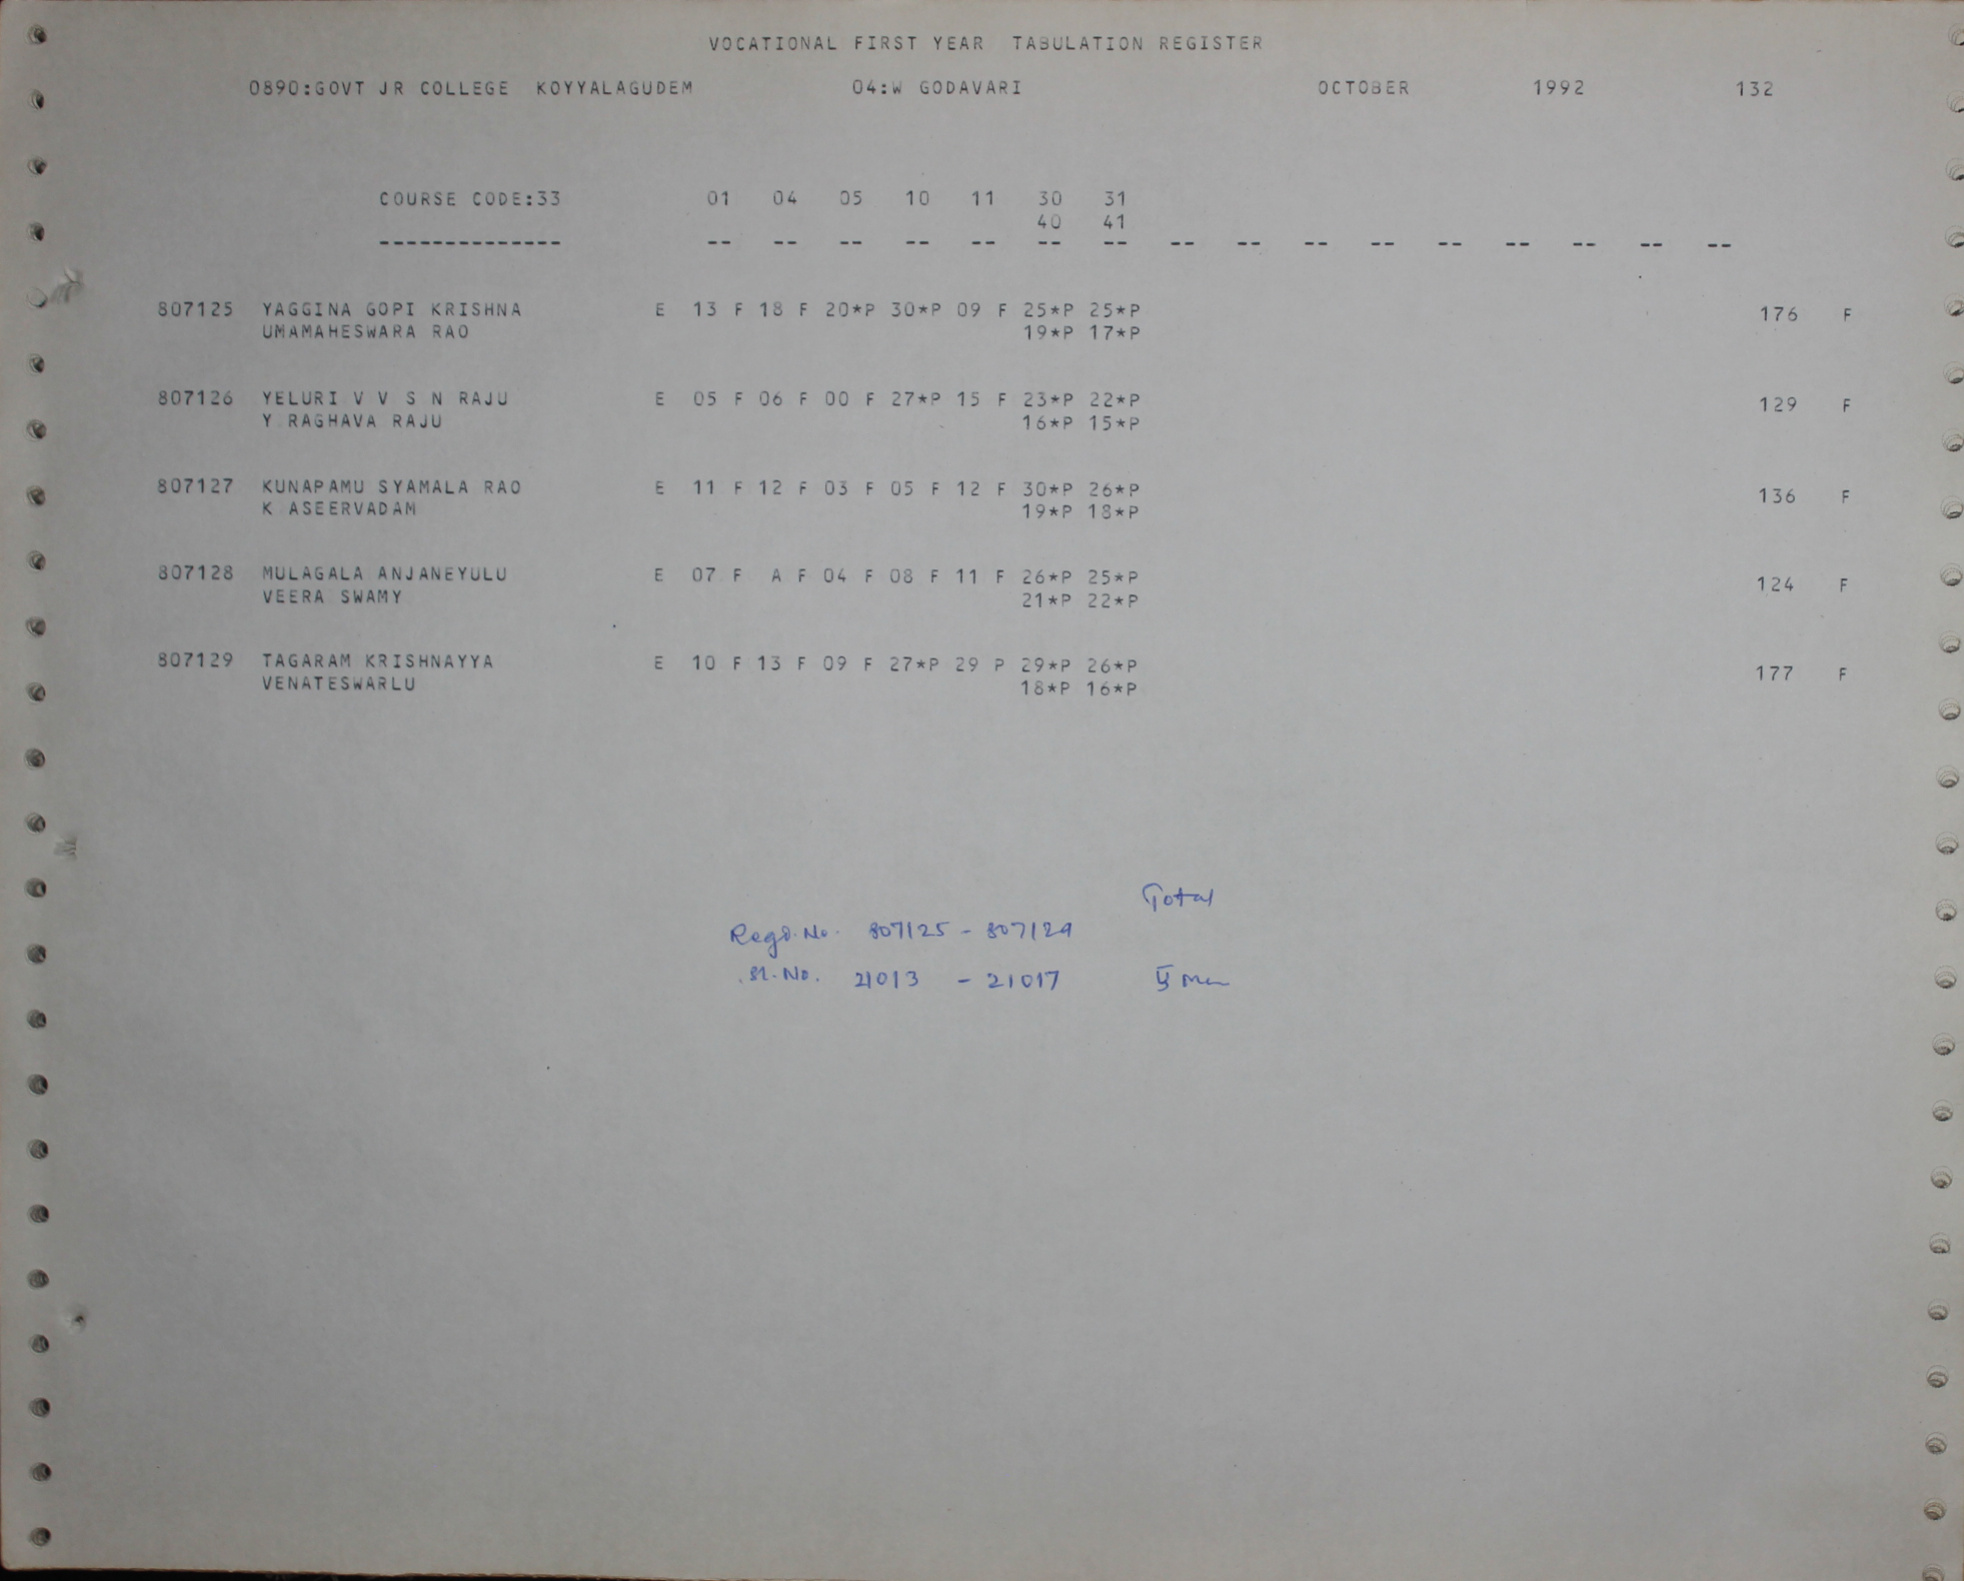 VOCATIONAL FIRST YEAR TABULATION REGISTER
0890:GOVT JR COLLEGE KOYYALAGUDEM 04:W GODAVARI OCTOBER 1992 132
COURSE CODE:33 01 04 05 10 11 30 31
40 41
-------------- -- -- -- -- -- -- -- -- -- -- -- -- -- -- -- --
807125 YAGGINA GOPI KRISHNA E 13 F 18 F 20*P 30*P 09 F 25*P 25*P 176 F
UMAMAHESWARA RAO 19*P 17*P
807126 YELURI V V S N RAJU E 05 F 06 F 00 F 27*P 15 F 23*P 22*P 129 F
Y RAGHAVA RAJU 16*P 15*P
807127 KUNAPAMU SYAMALA RAO E 11 F 12 F 03 F 05 F 12 F 30*P 26*P 136 F
K ASEERVADAM 19*P 18*P
807128 MULAGALA ANJANEYULU E 07 F A F 04 F 08 F 11 F 26*P 25*P 124 F
VEERA SWAMY 21*P 22*P
807129 TAGARAM KRISHNAYYA E 10 F 13 F 09 F 27*P 29 P 29*P 26*P 177 F
VENATESWARLU 18*P 16*P
Total
Regd. No. 807125 - 807129
Sl. No. 21013 - 21017